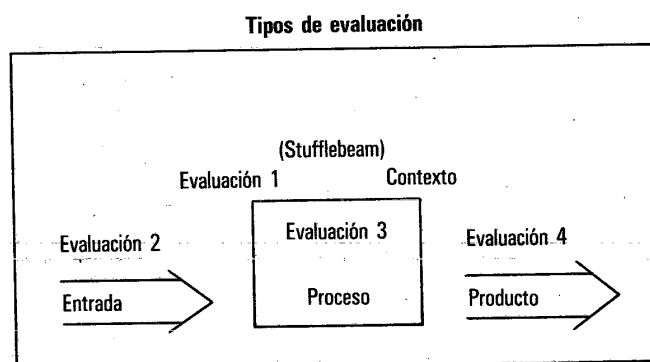 Tipos de evaluación
(Stufflebeam)
Evaluación 1 Contexto
Evaluación 2
Evaluación 3
Evaluación 4
Entrada
Proceso
Producto